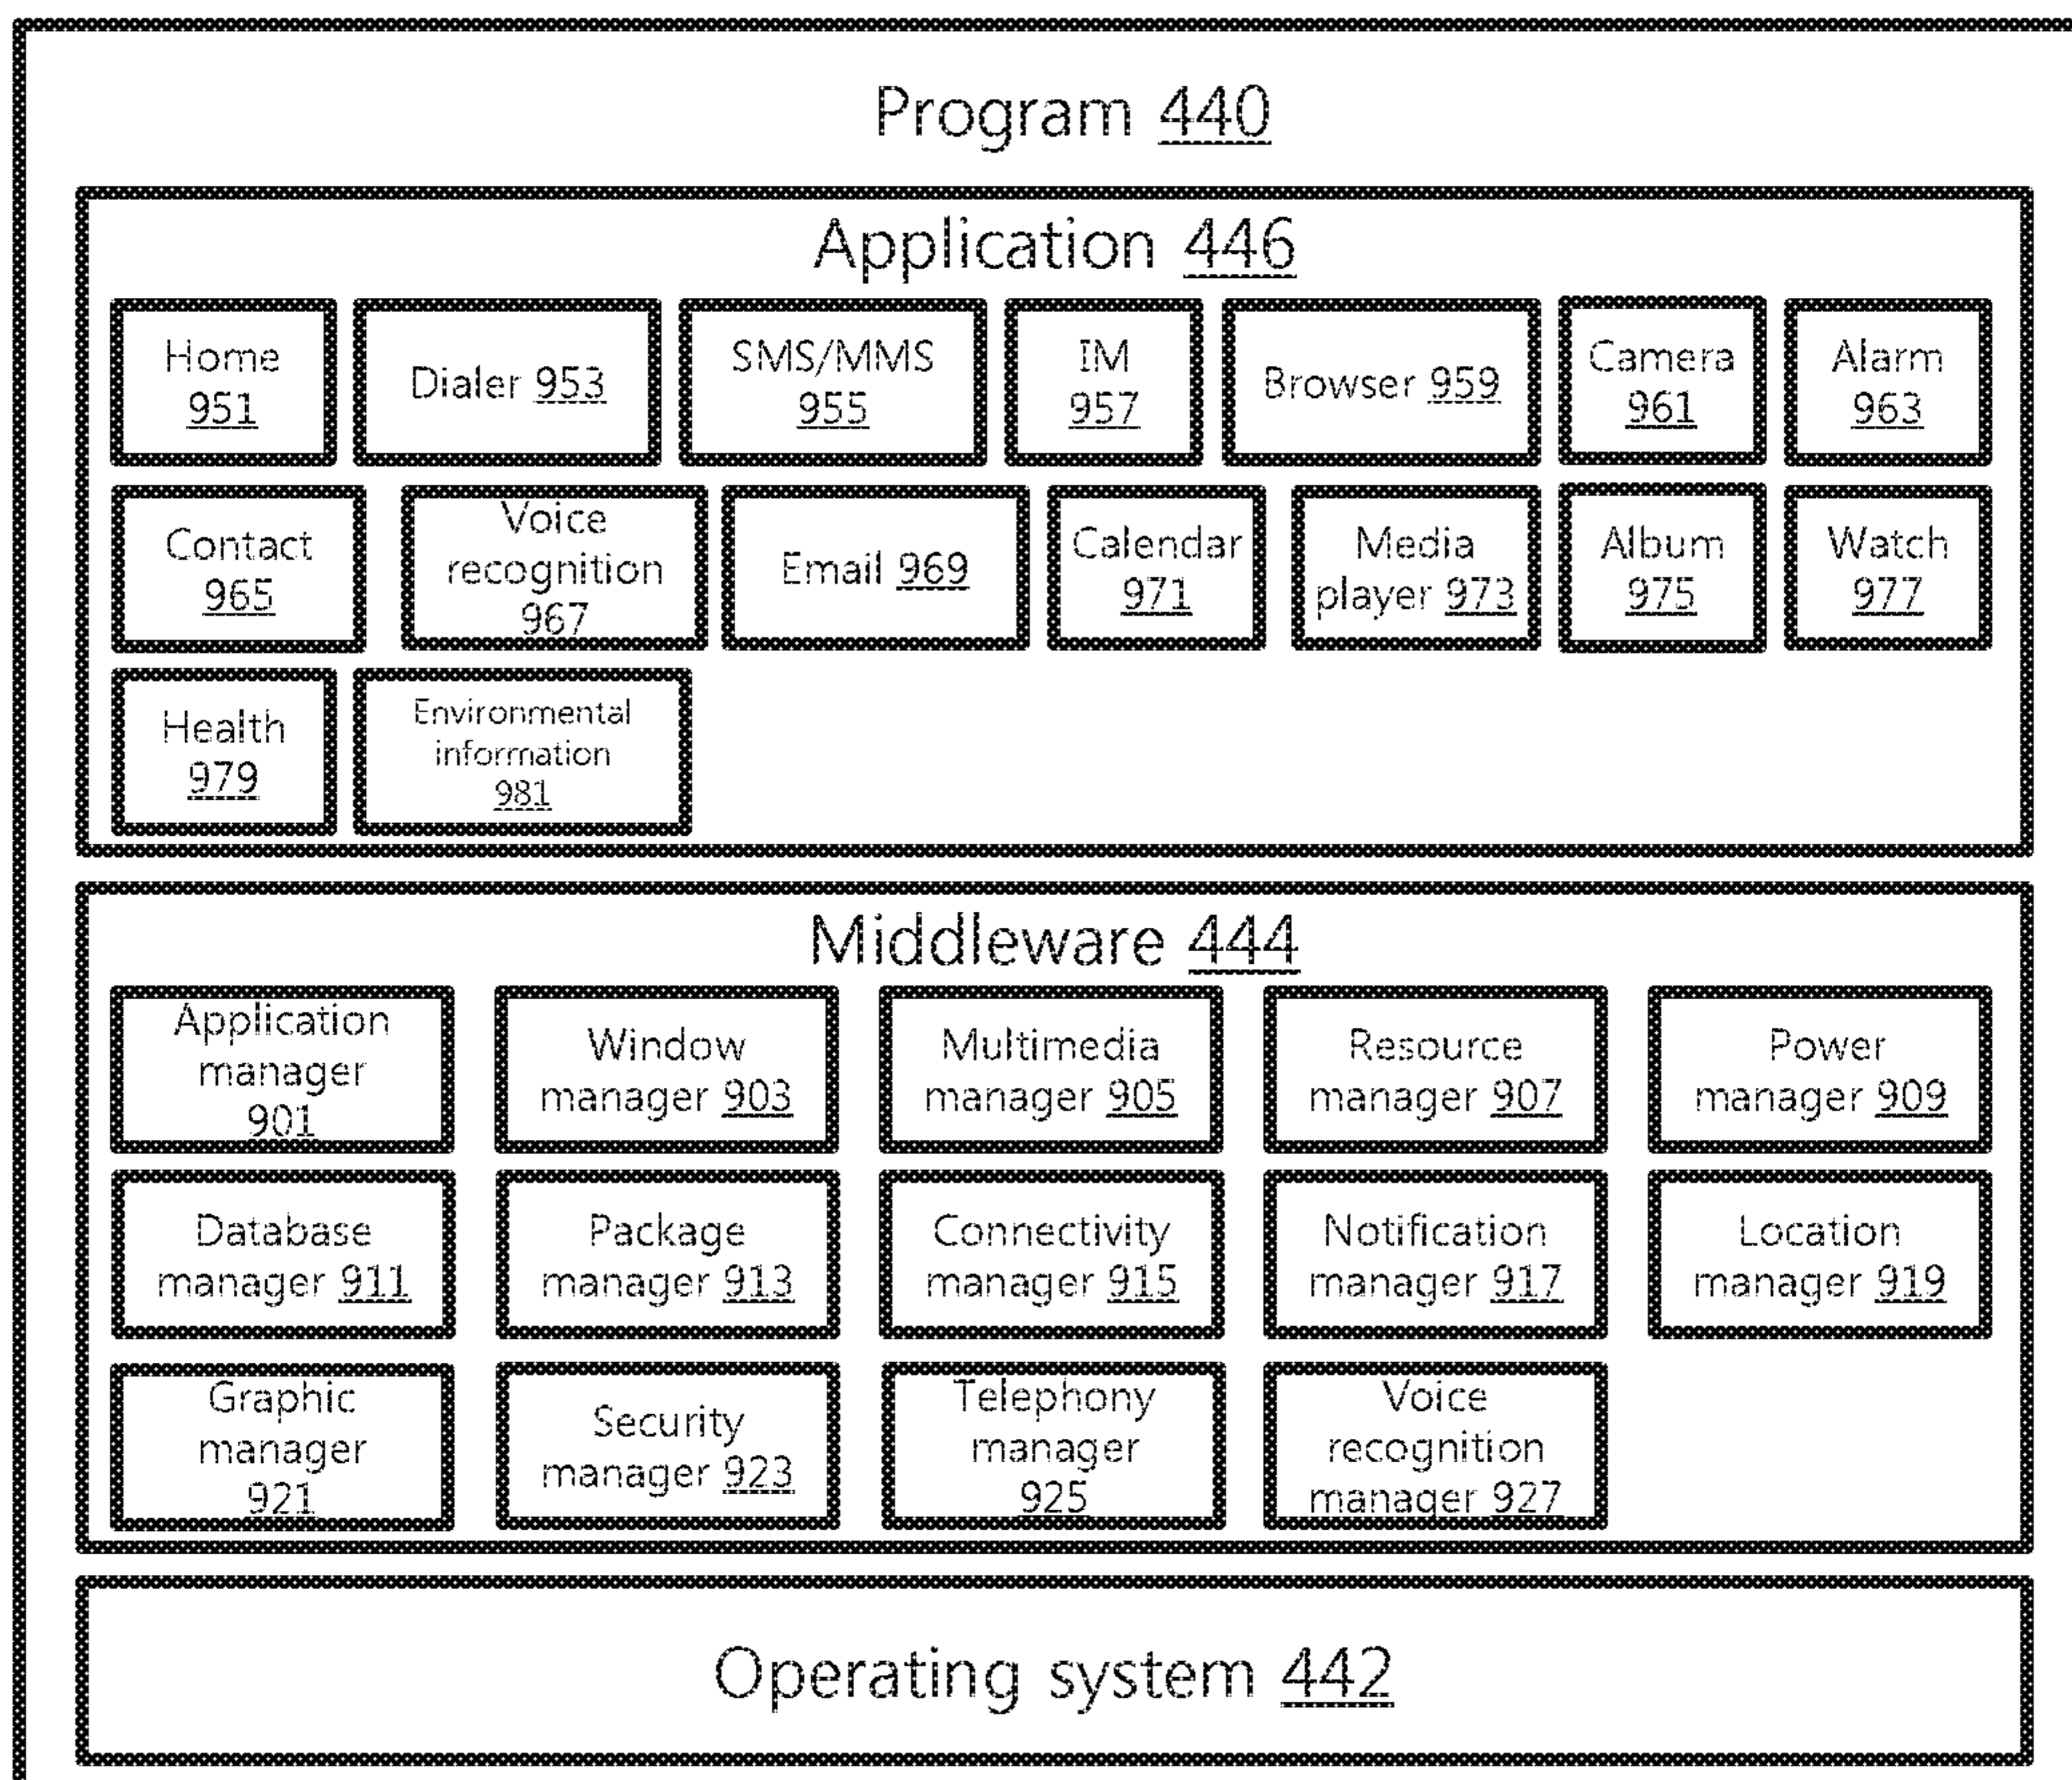 Program 440
Application 446
Home
951
Dialer 953
SMS/MMS
955
IM
957
Browser 959
Camera
961
Alarm
963
Contact
965
Voice
recognition
967
Email 969
Calendar
971
Media
player 973
Album
975
Watch
977
Health
979
Environmental
information
981
Middleware 444
Application
manager
901
Window
manager 903
Multimedia
manager 905
Resource
manager 907
Power
manager 909
Database
manager 911
Package
manager 913
Connectivity
manager 915
Notification
manager 917
Location
manager 919
Graphic
manager
921
Security
manager 923
Telephony
manager
925
Voice
recognition
manager 927
Operating system 442